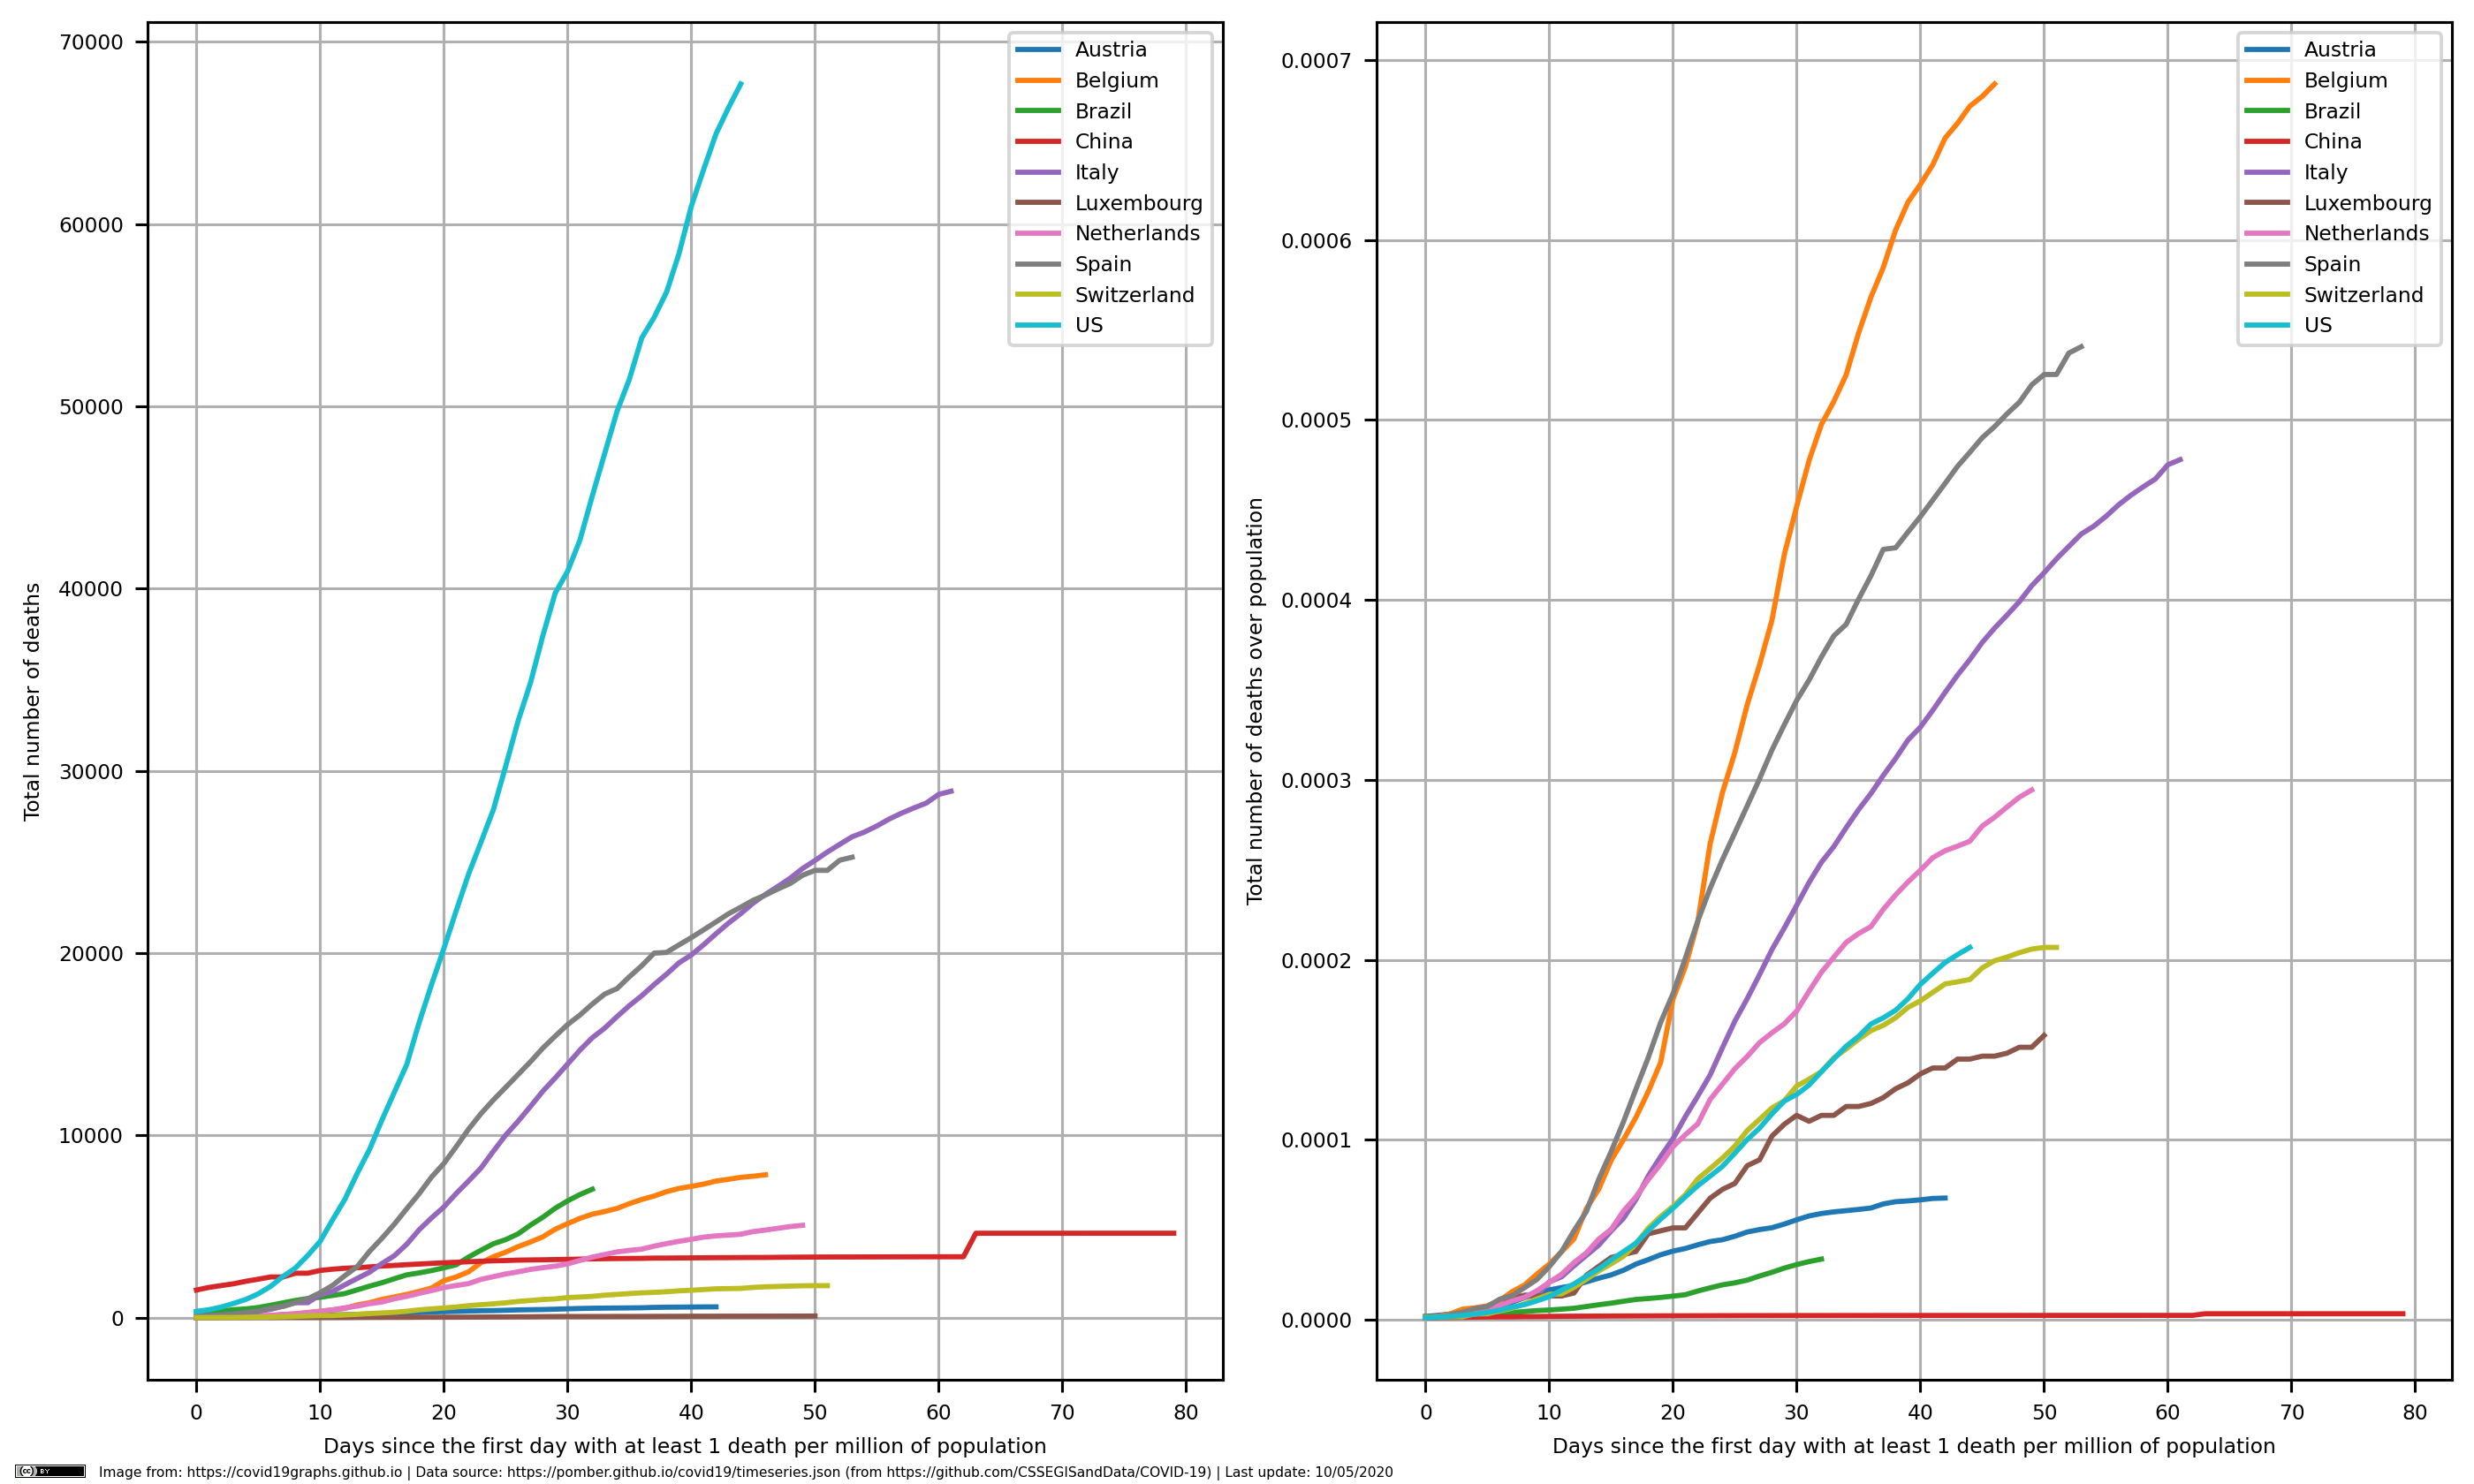 70000
60000
50000
40000
30000
20000
10000
0
Total number of deaths
0 10 20 30 40 50 60 70 80
Days since the first day with at least 1 death per million of population
Austria
Belgium
Brazil
China
Italy
Luxembourg
Netherlands
Spain
Switzerland
US
0.0007
0.0006
0.0005
0.0004
0.0003
0.0002
0.0001
0.0000
Total number of deaths over population
0 10 20 30 40 50 60 70 80
Days since the first day with at least 1 death per million of population
Austria
Belgium
Brazil
China
Italy
Luxembourg
Netherlands
Spain
Switzerland
US
cc BY Image from: https://covid19graphs.github.io | Data source: https://pomber.github.io/covid19/timeseries.json (from https://github.com/CSSEGISandData/COVID-19) | Last update: 10/05/2020